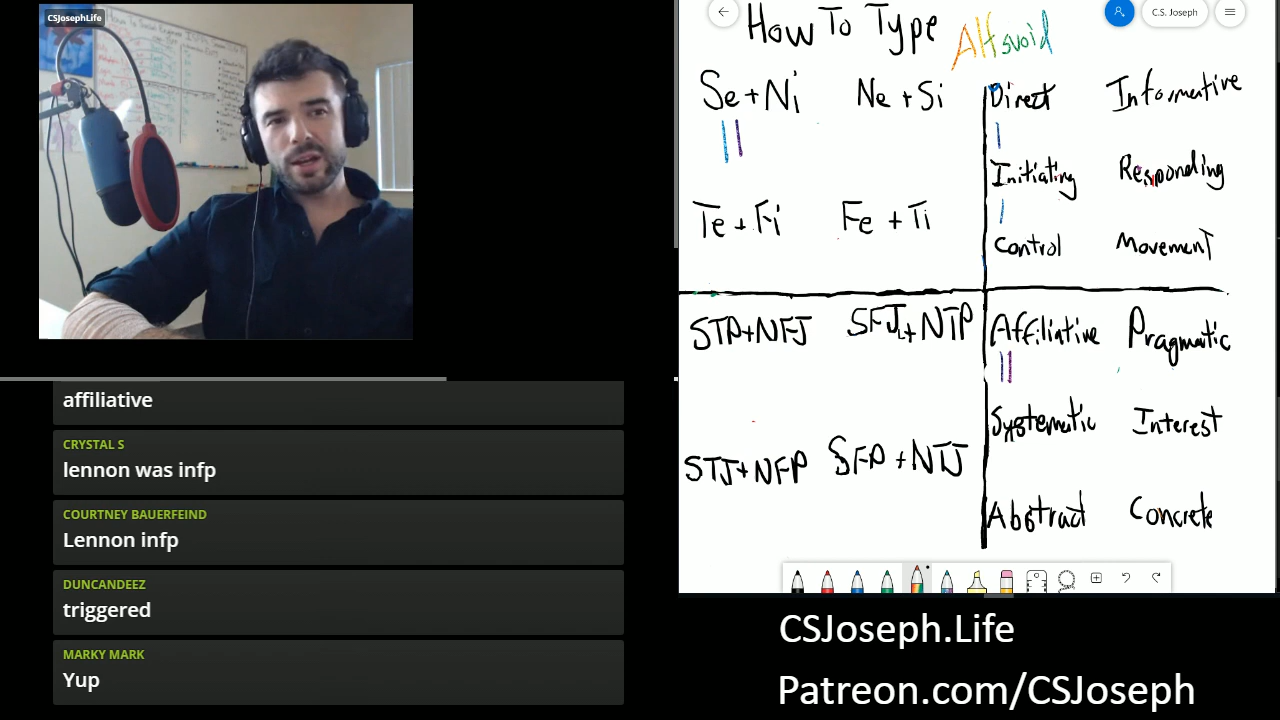 CSJosephLife
affiliative
CRYSTAL S
lennon was infp
COURTNEY BAUERFEIND
Lennon infp
DUNCANDEEZ
triggered
MARKY MARK
Yup
How To Type
C.S. Joseph
Se + Ni Ne + Si Direct Informative
Initiating Responding
Te + Fi Fe + Ti
Control Movement
STP+NFJ SFJ+NTP Affiliative Pragmatic
Systematic Interest
STJ+NFP SFP+NTJ
Abstract Concrete
CSJoseph.Life
Patreon.com/CSJoseph